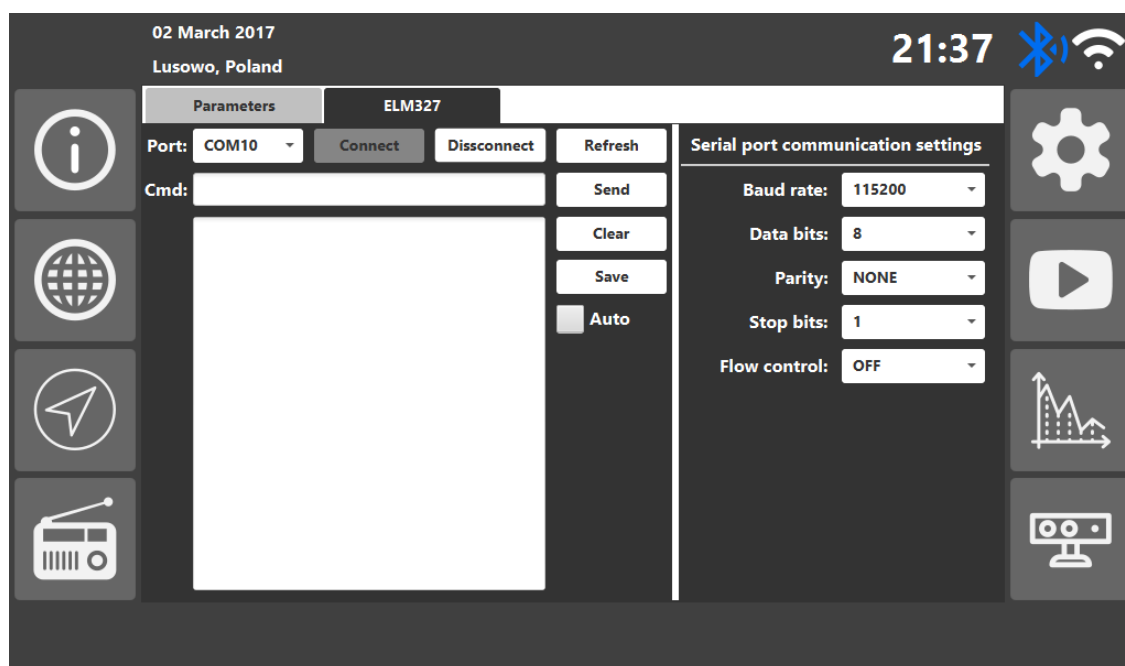 02 March 2017
Lusowo, Poland
21:37
Parameters ELM327
Port: COM10 Connect Dissconnect Refresh
Cmd: Send
Clear
Save
Auto
Serial port communication settings
Baud rate: 115200
Data bits: 8
Parity: NONE
Stop bits: 1
Flow control: OFF